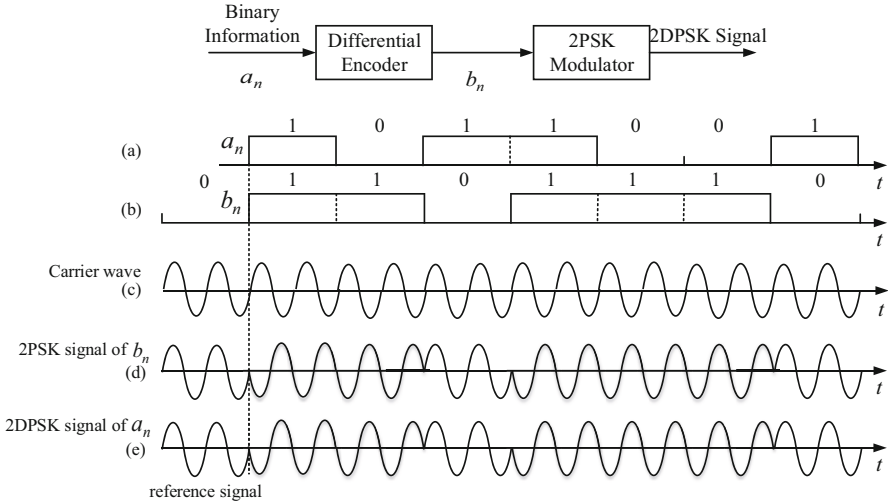 Binary
Information
a_n
Differential
Encoder
b_n
2PSK
Modulator
2DPSK Signal
(a) a_n 1 0 1 1 0 0 1 t
0 1 1 0 1 1 1 0
(b) b_n t
Carrier wave
(c) t
2PSK signal of b_n
(d) t
2DPSK signal of a_n
(e) t
reference signal